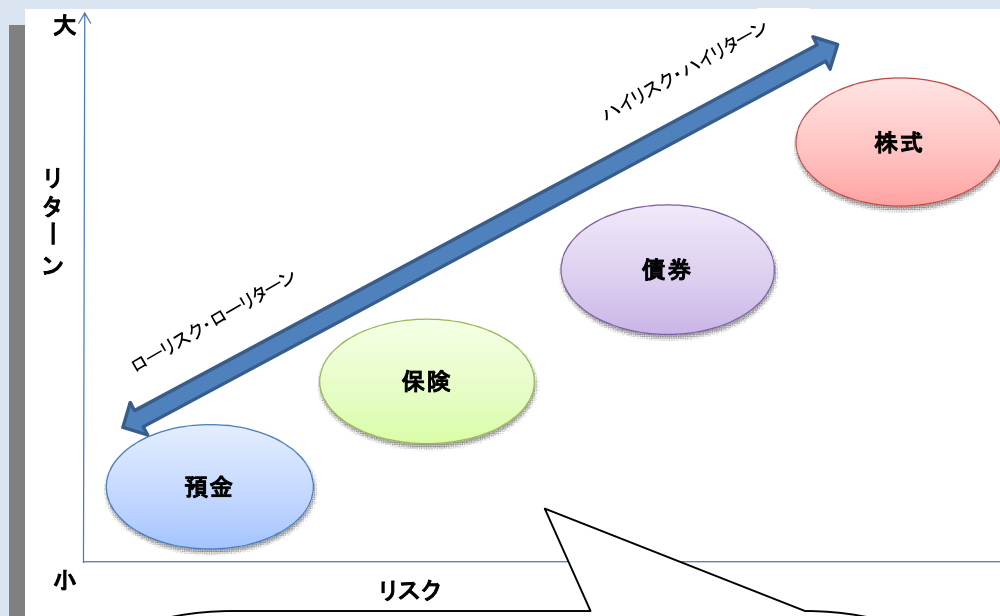 大
ハイリスク・ハイリターン
株式
リターン
債券
ローリスク・ローリターン
保険
預金
小
リスク